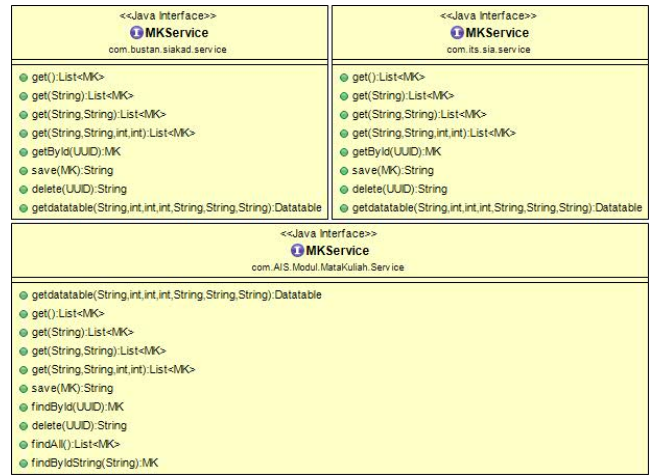 <<Java Interface>>
MKService
com.bustan.siakad.service
get():List<MK>
get(String):List<MK>
get(String,String):List<MK>
get(String,String,int,int):List<MK>
getById(UUID):MK
save(MK):String
delete(UUID):String
getdatatable(String,int,int,int,String,String,String):Datatable
<<Java Interface>>
MKService
com.its.sia.service
get():List<MK>
get(String):List<MK>
get(String,String):List<MK>
get(String,String,int,int):List<MK>
getById(UUID):MK
save(MK):String
delete(UUID):String
getdatatable(String,int,int,int,String,String,String):Datatable
<<Java Interface>>
MKService
com.AIS.Modul.MataKuliah.Service
getdatatable(String,int,int,int,String,String,String):Datatable
get():List<MK>
get(String):List<MK>
get(String,String):List<MK>
get(String,String,int,int):List<MK>
save(MK):String
findById(UUID):MK
delete(UUID):String
findAll():List<MK>
findByIdString(String):MK